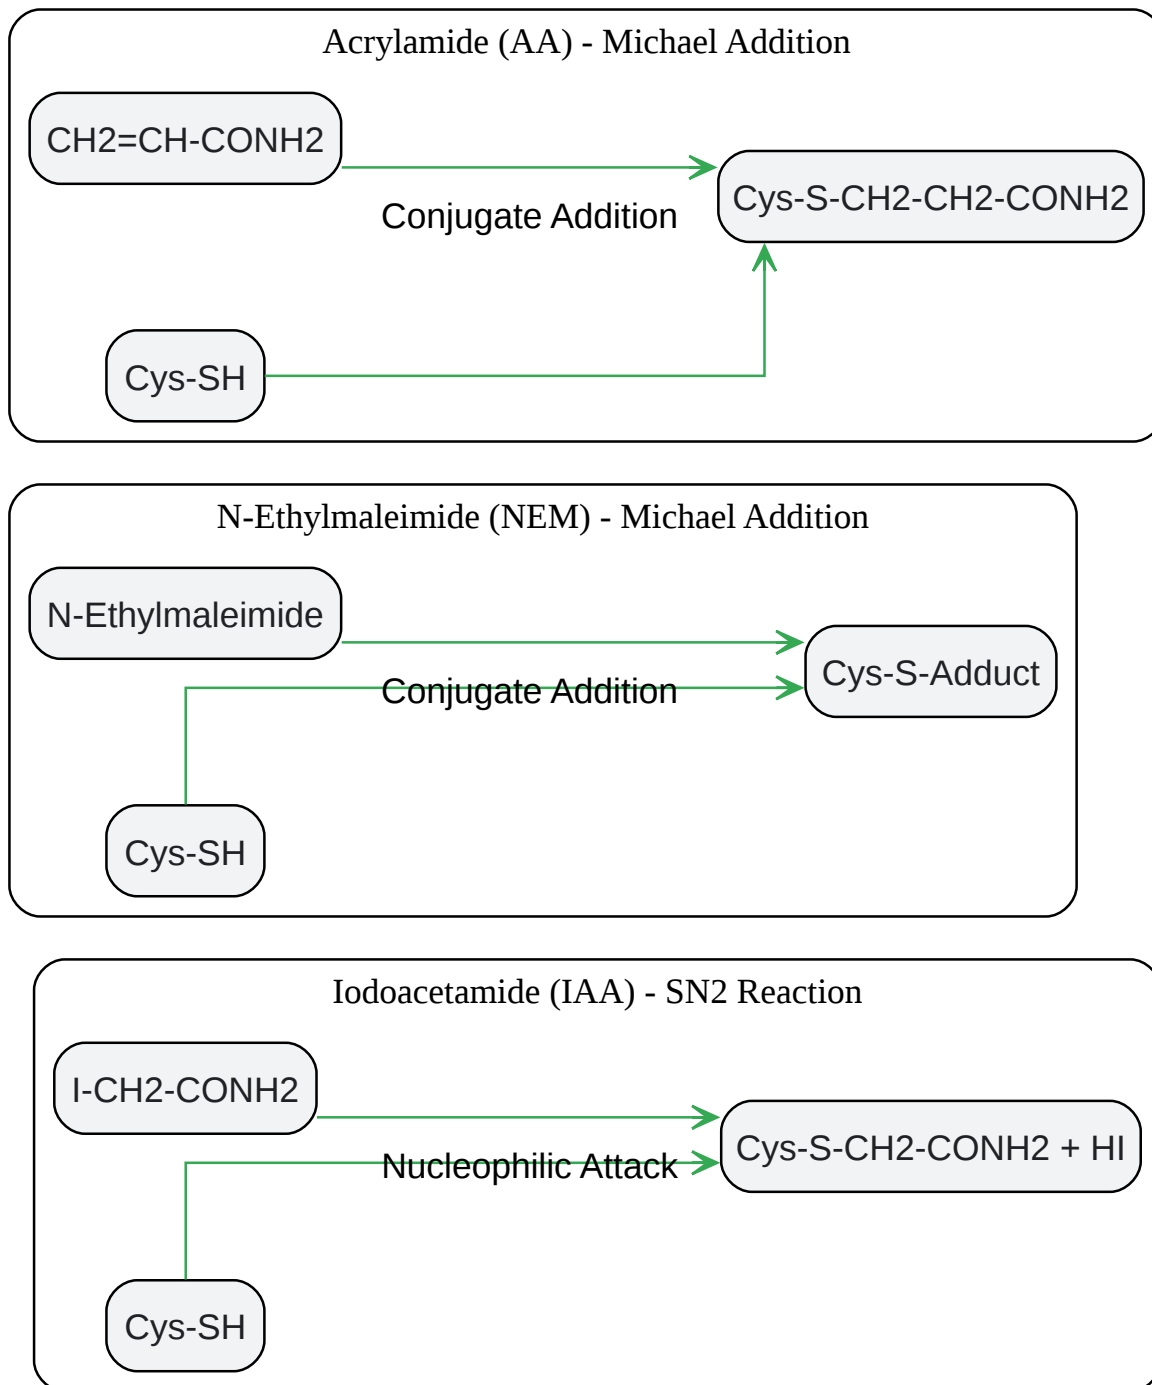 Acrylamide (AA) - Michael Addition
CH2=CH-CONH2
Cys-S-CH2-CH2-CONH2
Conjugate Addition
Cys-SH
N-Ethylmaleimide (NEM) - Michael Addition
N-Ethylmaleimide
Cys-S-Adduct
Conjugate Addition
Cys-SH
Iodoacetamide (IAA) - SN2 Reaction
I-CH2-CONH2
Cys-S-CH2-CONH2 + HI
Nucleophilic Attack
Cys-SH